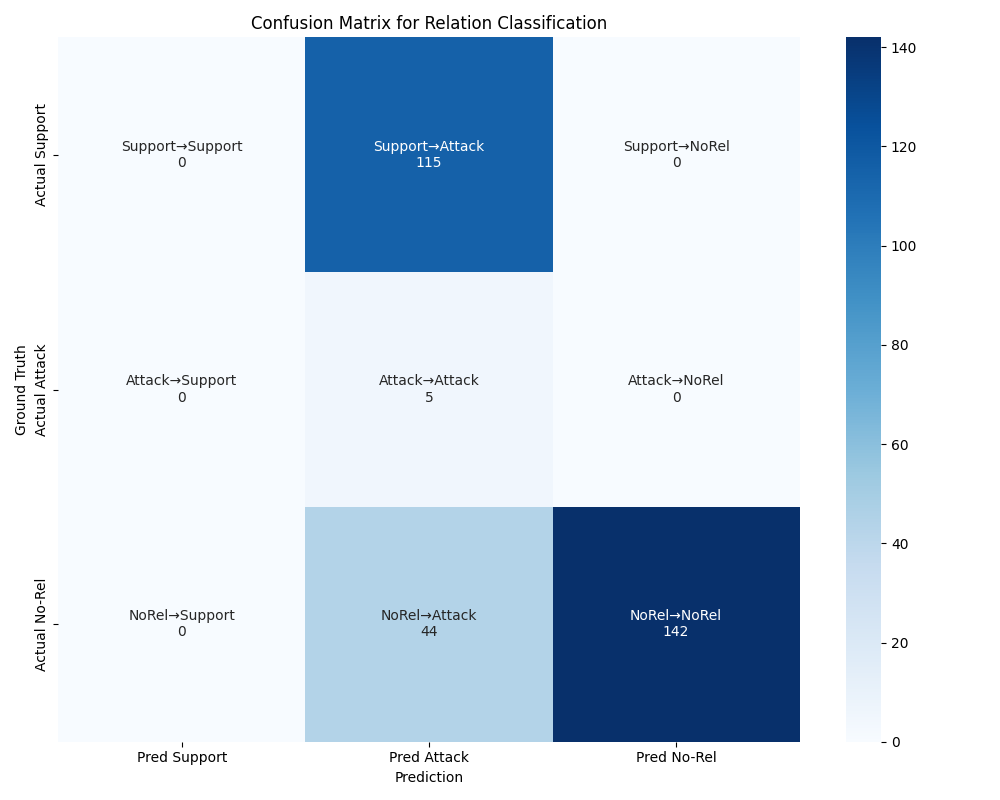 Confusion Matrix for Relation Classification
Ground Truth
Actual Support
Support→Support
0
Support→Attack
115
Support→NoRel
0
Actual Attack
Attack→Support
0
Attack→Attack
5
Attack→NoRel
0
Actual No-Rel
NoRel→Support
0
NoRel→Attack
44
NoRel→NoRel
142
Pred Support
Pred Attack
Pred No-Rel
Prediction
140
120
100
80
60
40
20
0